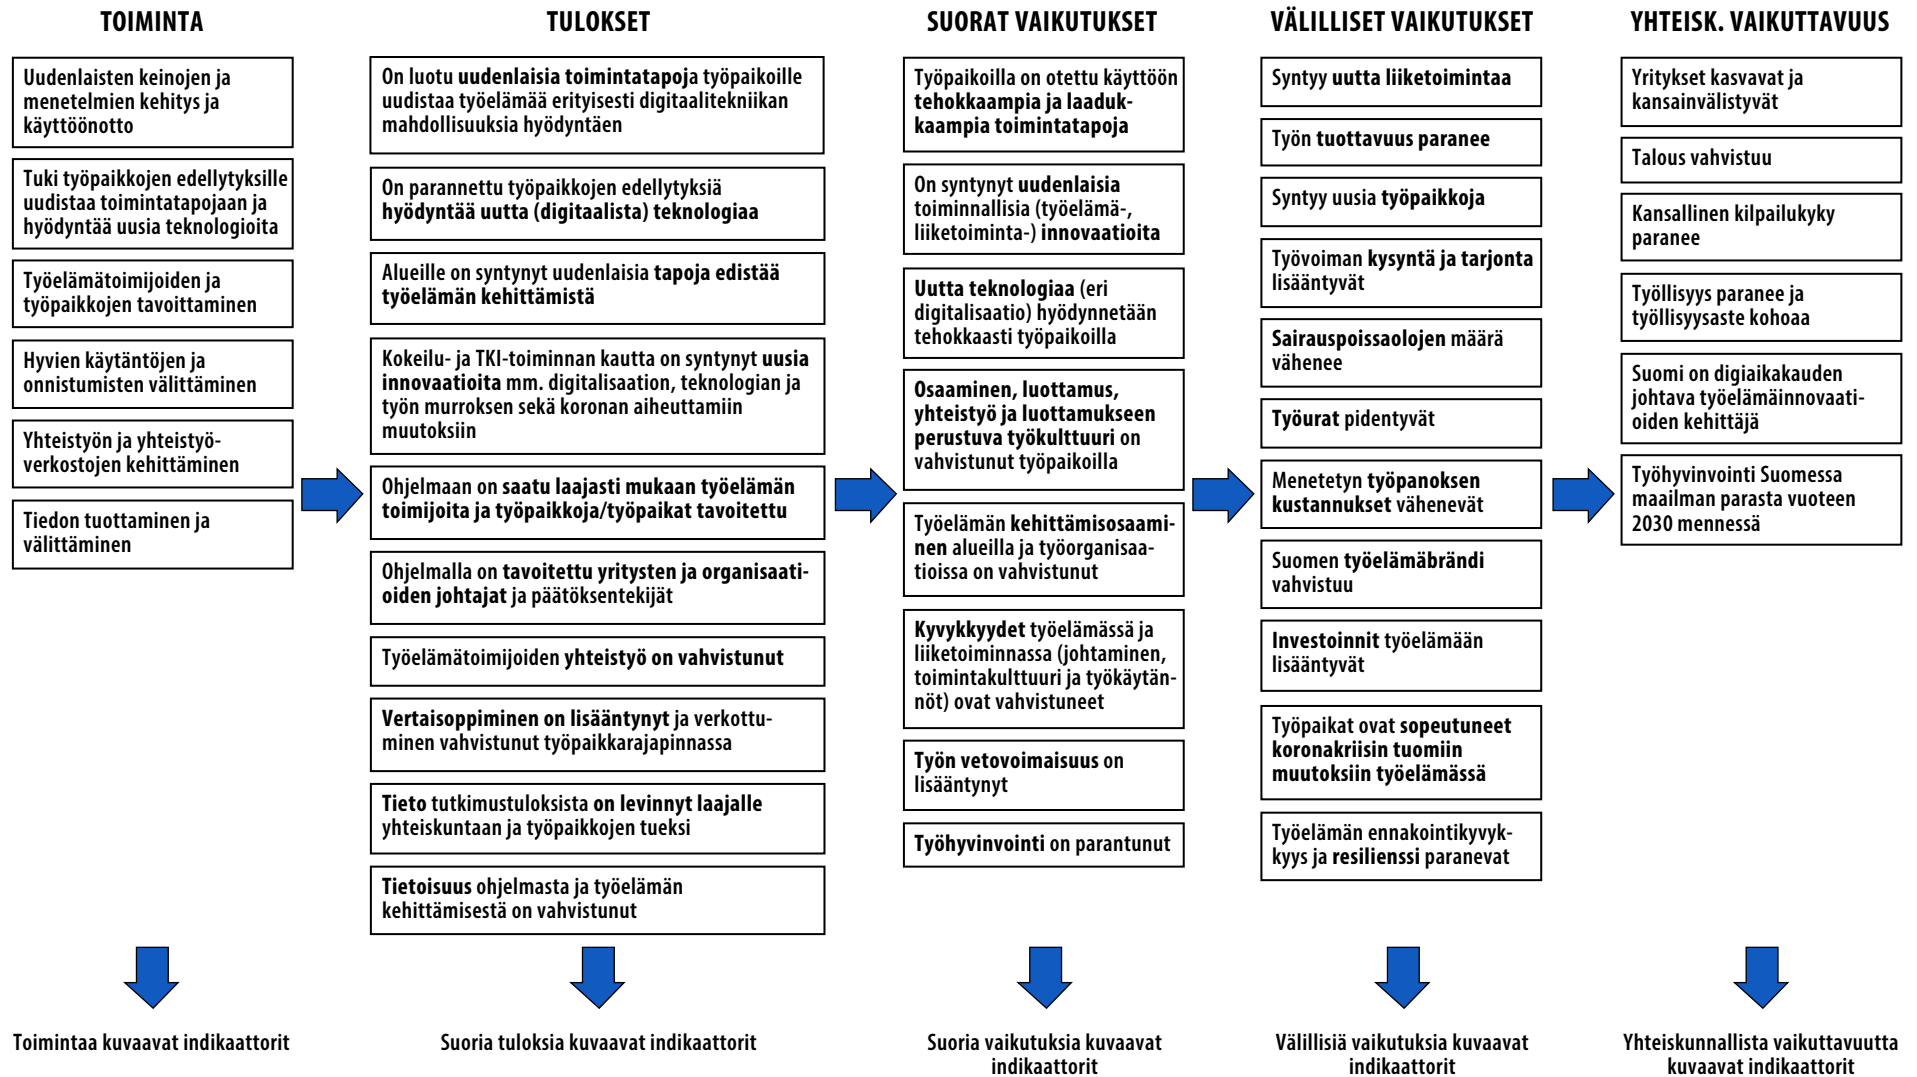 TOIMINTA
Uudenlaisten keinojen ja
menetelmien kehitys ja
käyttöönotto
Tuki työpaikkojen edellytyksille
uudistaa toimintatapojaan ja
hyödyntää uusia teknologioita
Työelämätoimijoiden ja
työpaikkojen tavoittaminen
Hyvien käytäntöjen ja
onnistumisten välittäminen
Yhteistyön ja yhteistyö-
verkostojen kehittäminen
Tiedon tuottaminen ja
välittäminen
Toimintaa kuvaavat indikaattorit
TULOKSET
On luotu uudenlaisia toimintatapoja työpaikoille
uudistaa työelämää erityisesti digitaalitekniikan
mahdollisuuksia hyödyntäen
On parannettu työpaikkojen edellytyksiä
hyödyntää uutta (digitaalista) teknologiaa
Alueille on syntynyt uudenlaisia tapoja edistää
työelämän kehittämistä
Kokeilu- ja TKI-toiminnan kautta on syntynyt uusia
innovaatioita mm. digitalisaation, teknologian ja
työn murroksen sekä koronan aiheuttamiin
muutoksiin
Ohjelmaan on saatu laajasti mukaan työelämän
toimijoita ja työpaikkoja/työpaikat tavoitettu
Ohjelmalla on tavoitettu yritysten ja organisaati-
oiden johtajat ja päätöksentekijät
Työelämätoimijoiden yhteistyö on vahvistunut
Vertaisoppiminen on lisääntynyt ja verkottu-
minen vahvistunut työpaikkarajapinnassa
Tieto tutkimustuloksista on levinnyt laajalle
yhteiskuntaan ja työpaikkojen tueksi
Tietoisuus ohjelmasta ja työelämän
kehittämisestä on vahvistunut
Suoria tuloksia kuvaavat indikaattorit
SUORAT VAIKUTUKSET
Työpaikoilla on otettu käyttöön
tehokkaampia ja laaduk-
kaampia toimintatapoja
On syntynyt uudenlaisia
toiminnallisia (työelämä-,
liiketoiminta-) innovaatioita
Uutta teknologiaa (eri
digitalisaatio) hyödynnetään
tehokkaasti työpaikoilla
Osaaminen, luottamus,
yhteistyö ja luottamukseen
perustuva työkulttuuri on
vahvistunut työpaikoilla
Työelämän kehittämisosaami-
nen alueilla ja työorganisaa-
tioissa on vahvistunut
Kyvykkyydet työelämässä ja
liiketoiminnassa (johtaminen,
toimintakulttuuri ja työkäytän-
nöt) ovat vahvistuneet
Työn vetovoimaisuus on
lisääntynyt
Työhyvinvointi on parantunut
Suoria vaikutuksia kuvaavat
indikaattorit
VÄLILLISET VAIKUTUKSET
Syntyy uutta liiketoimintaa
Työn tuottavuus paranee
Syntyy uusia työpaikkoja
Työvoiman kysyntä ja tarjonta
lisääntyvät
Sairauspoissaolojen määrä
vähenee
Työurat pidentyvät
Menetetyn työpanoksen
kustannukset vähenevät
Suomen työelämäbrändi
vahvistuu
Investoinnit työelämään
lisääntyvät
Työpaikat ovat sopeutuneet
koronakriisin tuomiin
muutoksiin työelämässä
Työelämän ennakointikyvyk-
kyys ja resilienssi paranevat
Välillisiä vaikutuksia kuvaavat
indikaattorit
YHTEISK. VAIKUTTAVUUS
Yritykset kasvavat ja
kansainvälistyvät
Talous vahvistuu
Kansallinen kilpailukyky
paranee
Työllisyys paranee ja
työllisyysaste kohoaa
Suomi on digiaikakauden
johtava työelämäinnovaati-
oiden kehittäjä
Työhyvinvointi Suomessa
maailman parasta vuoteen
2030 mennessä
Yhteiskunnallista vaikuttavuutta
kuvaavat indikaattorit